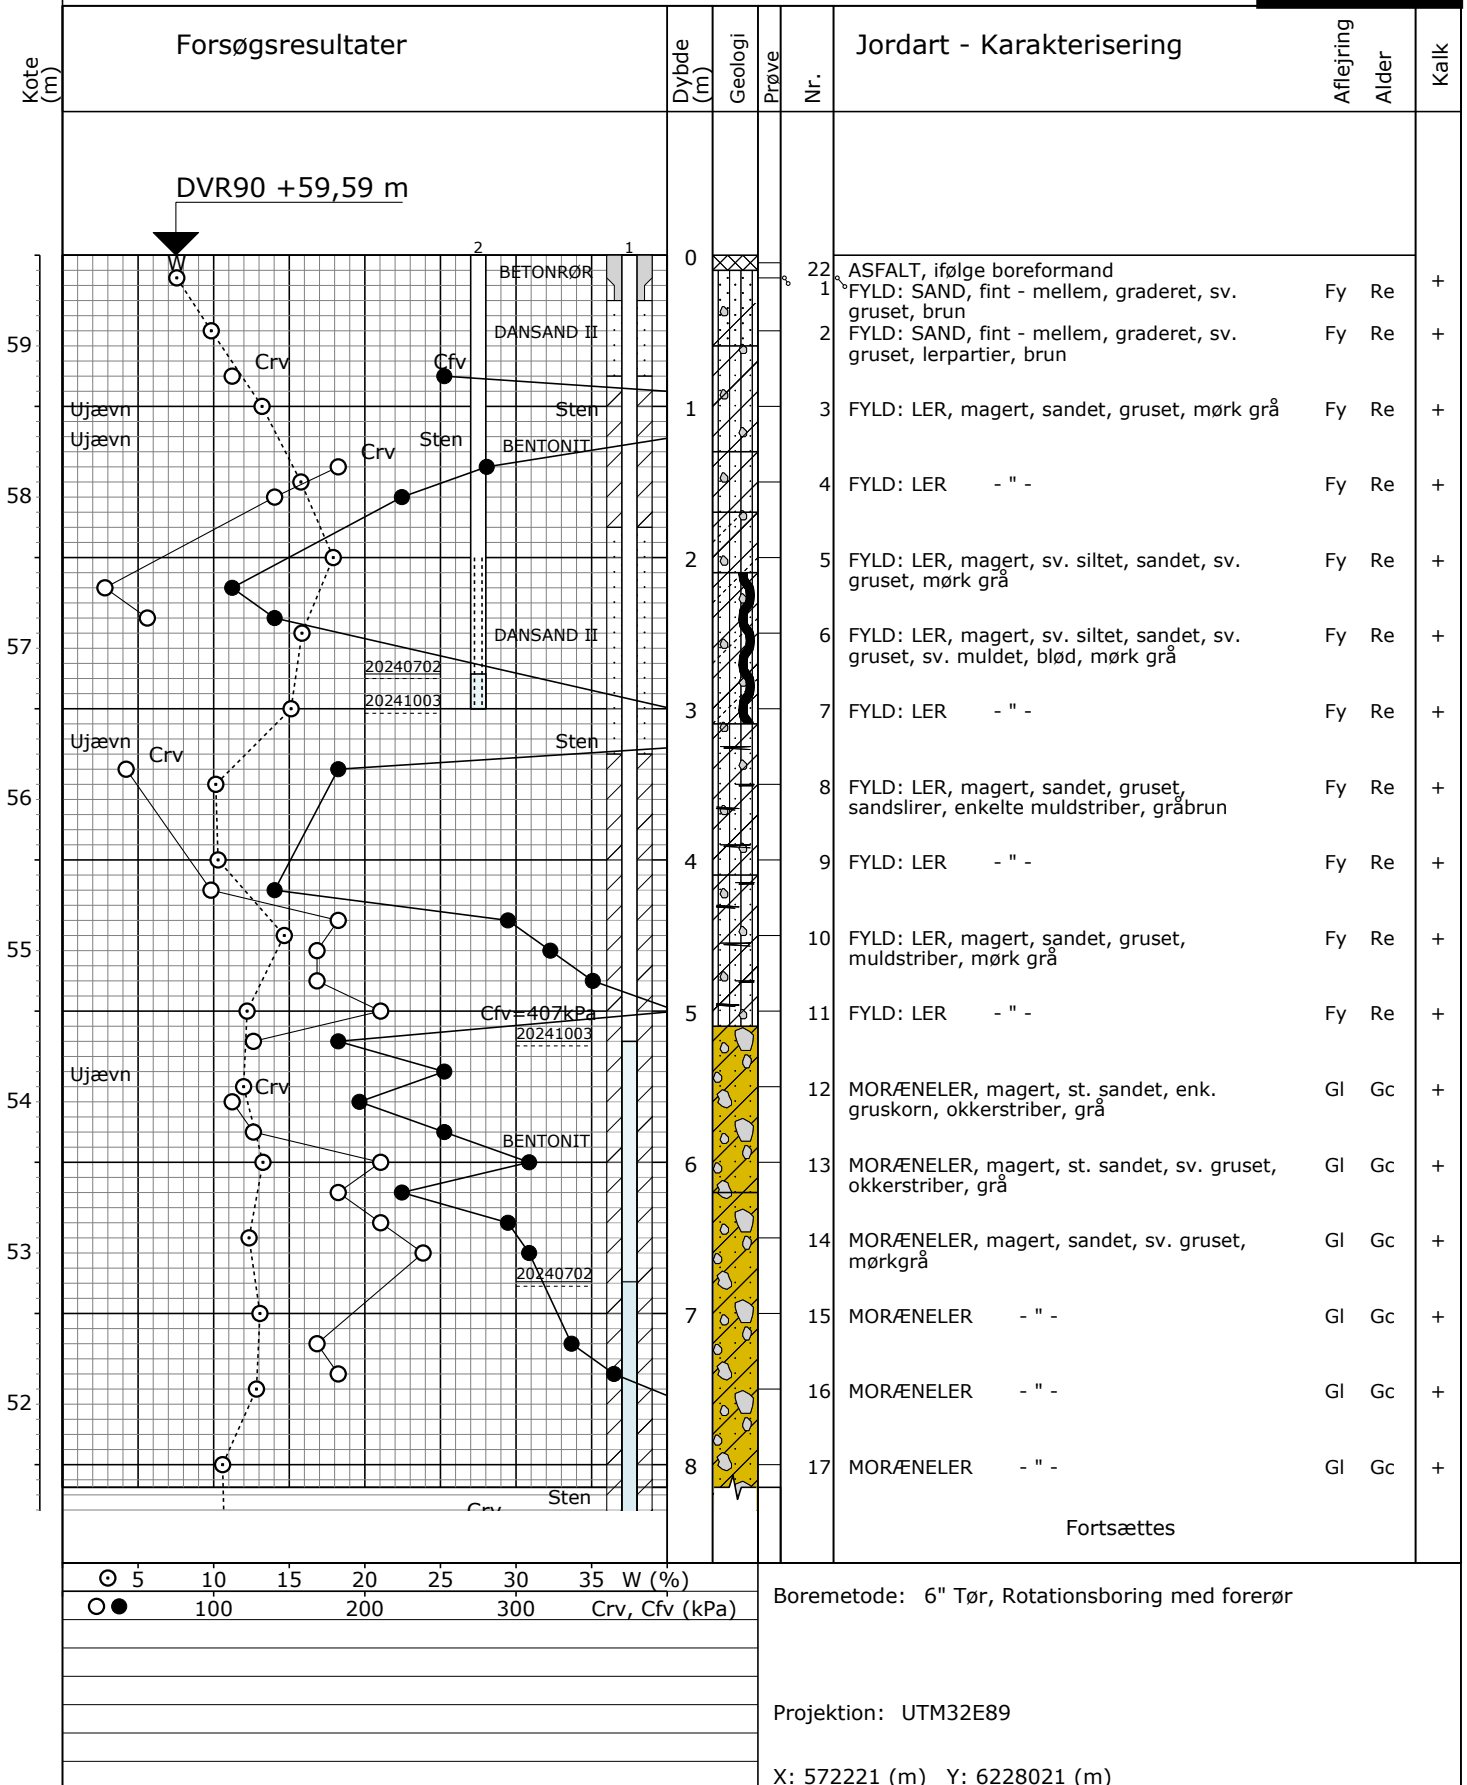 Kote (m)
Forsøgsresultater
Dybde (m)
Geologi
Prøve
Nr.
Jordart - Karakterisering
Aflejring
Alder
Kalk
DVR90 +59,59 m
W
2
1
0
BETONRØR
22 ASFALT, ifølge boreformand
+
1 FYLD: SAND, fint - mellem, graderet, sv. Fy Re
gruset, brun
59
DANSAND II
2 FYLD: SAND, fint - mellem, graderet, sv. Fy Re +
gruset, lerpartier, brun
Crv
Cfv
Ujævn
Sten
1
3 FYLD: LER, magert, sandet, gruset, mørk grå Fy Re +
Ujævn
Sten
BENTONIT
Crv
58
4 FYLD: LER - " - Fy Re +
2
5 FYLD: LER, magert, sv. siltet, sandet, sv. Fy Re +
gruset, mørk grå
57
DANSAND II
6 FYLD: LER, magert, sv. siltet, sandet, sv. Fy Re +
gruset, sv. muldet, blød, mørk grå
20240702
20241003
3
7 FYLD: LER - " - Fy Re +
Ujævn
Crv
Sten
56
8 FYLD: LER, magert, sandet, gruset, Fy Re +
sandslirer, enkelte muldstriber, gråbrun
4
9 FYLD: LER - " - Fy Re +
55
10 FYLD: LER, magert, sandet, gruset, Fy Re +
muldstriber, mørk grå
Cfv=407kPa
5
11 FYLD: LER - " - Fy Re +
20241003
Ujævn
Crv
54
12 MORÆNELER, magert, st. sandet, enk. Gl Gc +
gruskorn, okkerstriber, grå
BENTONIT
6
13 MORÆNELER, magert, st. sandet, sv. gruset, Gl Gc +
okkerstriber, grå
53
14 MORÆNELER, magert, sandet, sv. gruset, Gl Gc +
mørkgrå
20240702
7
15 MORÆNELER - " - Gl Gc +
52
16 MORÆNELER - " - Gl Gc +
8
17 MORÆNELER - " - Gl Gc +
Sten
Crv
Fortsættes
5 10 15 20 25 30 35 W (%)
100 200 300 Crv, Cfv (kPa)
Boremetode: 6" Tør, Rotationsboring med forerør
Projektion: UTM32E89
X: 572221 (m) Y: 6228021 (m)